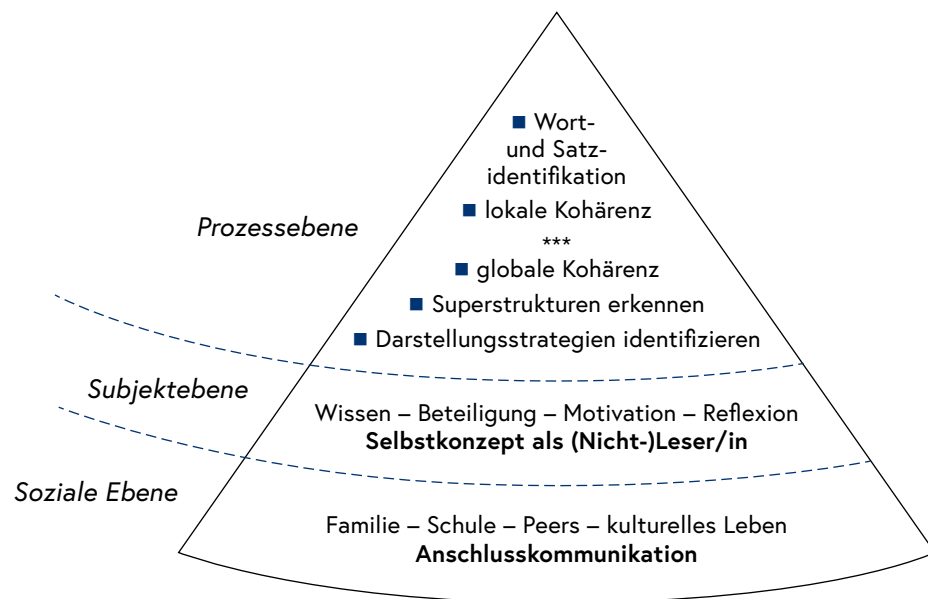 ■ Wort-
und Satz-
identifikation
■ lokale Kohärenz
Prozessebene
***
■ globale Kohärenz
■ Superstrukturen erkennen
■ Darstellungsstrategien identifizieren
Subjektebene
Wissen – Beteiligung – Motivation – Reflexion
Selbstkonzept als (Nicht-)Leser/in
Soziale Ebene
Familie – Schule – Peers – kulturelles Leben
Anschlusskommunikation